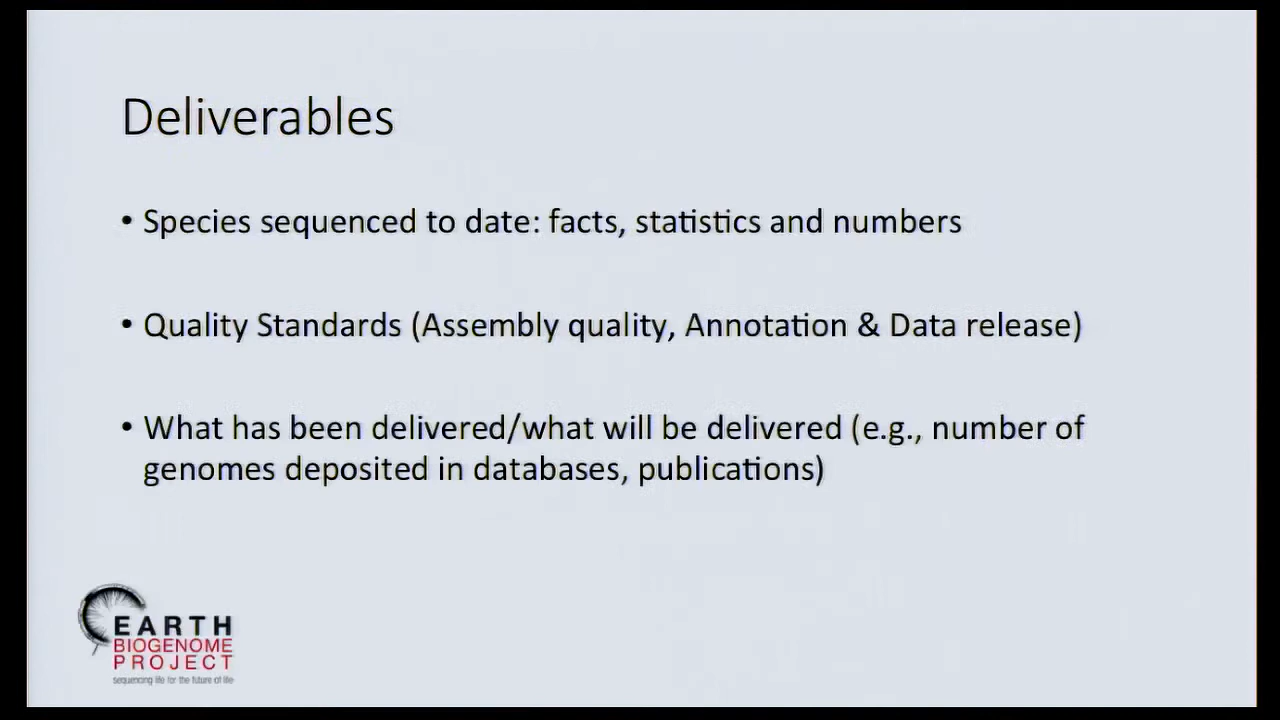 Deliverables
• Species sequenced to date: facts, statistics and numbers
• Quality Standards (Assembly quality, Annotation & Data release)
• What has been delivered/what will be delivered (e.g., number of
genomes deposited in databases, publications)
EARTH
BIOGENOME
PROJECT
sequencing life for the future of life